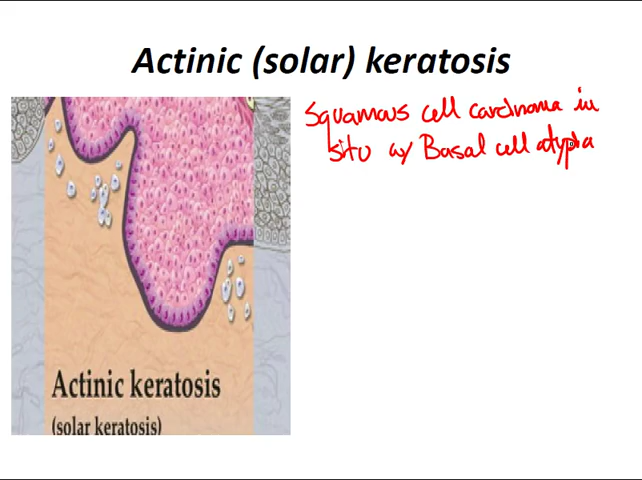 Actinic (solar) keratosis
Squamous cell carcinoma in
situ w/ Basal cell atypia
Actinic keratosis
(solar keratosis)